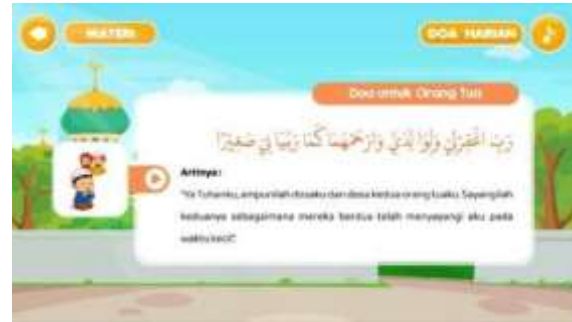 MATERI
DOA HARIAN
Doa untuk Orang Tua
رَبِّ اغْفِرْلِيْ وَلِوَالِدَيَّ وَارْحَمْهُمَا كَمَا رَبَّيَانِيْ صَغِيْرًا
Artinya:
"Ya Tuhanku, ampunilah dosaku dan dosa kedua orang tuaku. Sayangilah
keduanya sebagaimana mereka berdua telah menyayangi aku pada
waktu kecil".